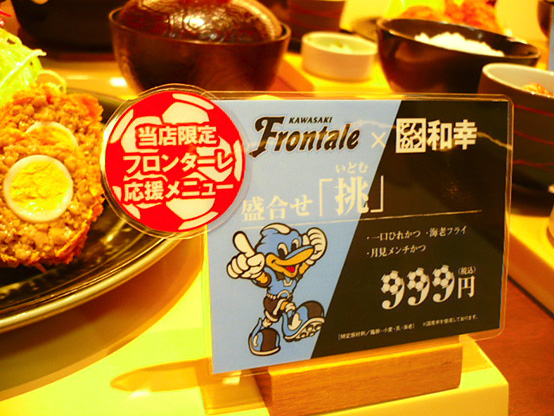 当店限定
フロンターレ
応援メニュー
KAWASAKI
Frontale × 和幸
いどむ
盛合せ「挑」
・一口ひれかつ ・海老フライ
・月見メンチかつ
999円(税込)